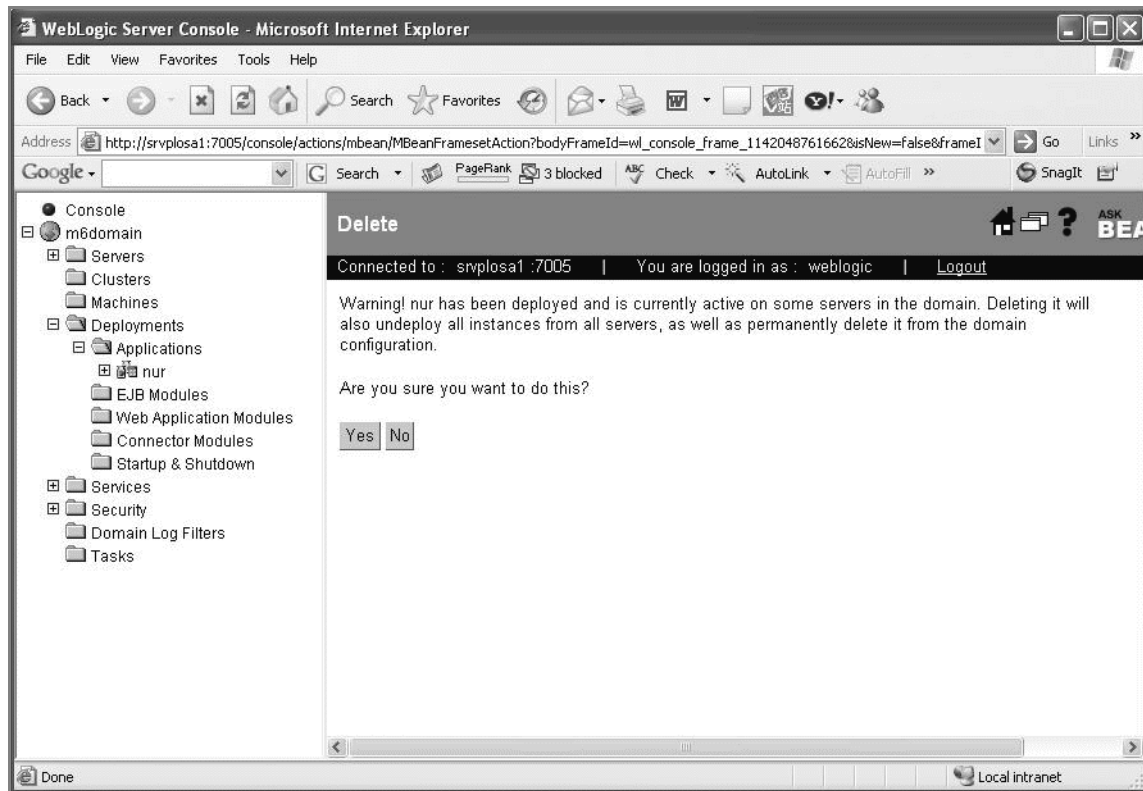 WebLogic Server Console - Microsoft Internet Explorer
File Edit View Favorites Tools Help
Back Search Favorites
Address http://srvplosa1:7005/console/actions/mbean/MBeanFramesetAction?bodyFrameId=wl_console_frame_1142048761662&isNew=false&frameI Go Links »
Google Search PageRank 3 blocked ABC Check AutoLink AutoFill » SnagIt
Console
m6domain
Servers
Clusters
Machines
Deployments
Applications
nur
EJB Modules
Web Application Modules
Connector Modules
Startup & Shutdown
Services
Security
Domain Log Filters
Tasks
Delete
ASK
BEA
Connected to : srvplosa1 :7005 | You are logged in as : weblogic | Logout
Warning! nur has been deployed and is currently active on some servers in the domain. Deleting it will
also undeploy all instances from all servers, as well as permanently delete it from the domain
configuration.
Are you sure you want to do this?
Yes No
Done Local intranet